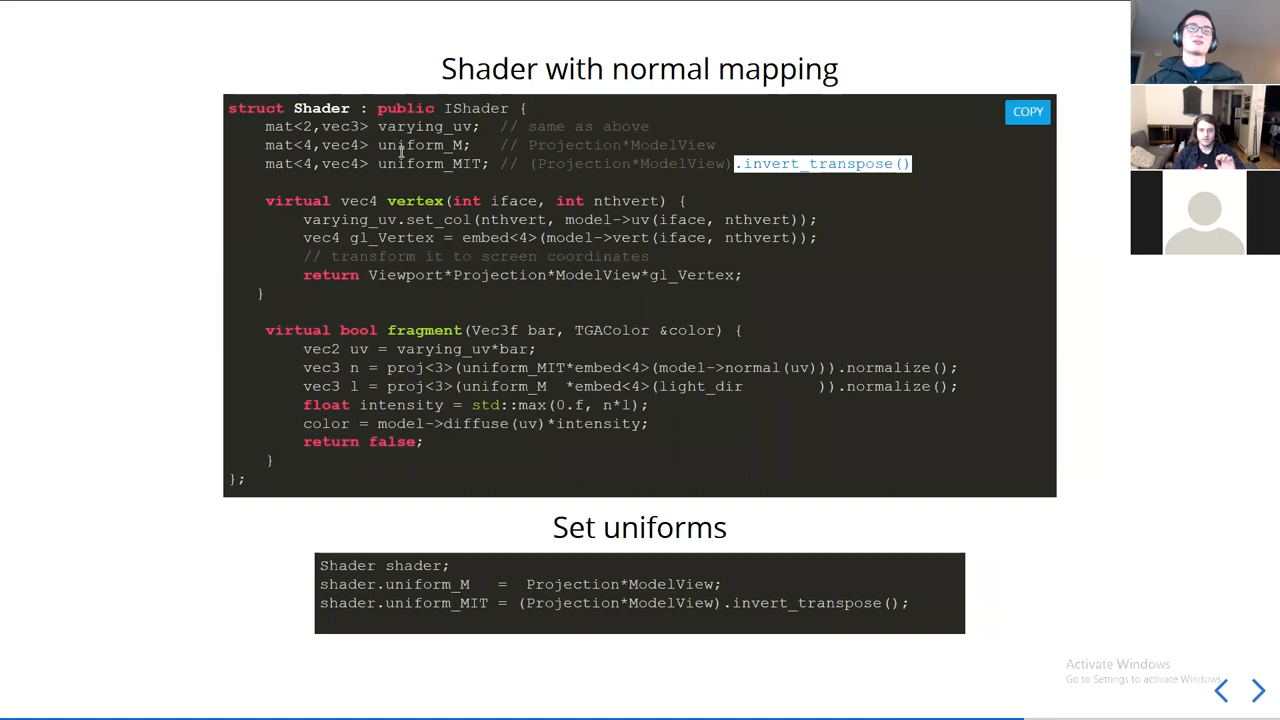 Shader with normal mapping
struct Shader : public IShader {
COPY
mat<2,vec3> varying_uv; // same as above
mat<4,vec4> uniform_M; // Projection*ModelView
mat<4,vec4> uniform_MIT; // (Projection*ModelView).invert_transpose()
virtual vec4 vertex(int iface, int nthvert) {
varying_uv.set_col(nthvert, model->uv(iface, nthvert));
vec4 gl_Vertex = embed<4>(model->vert(iface, nthvert));
// transform it to screen coordinates
return Viewport*Projection*ModelView*gl_Vertex;
}
virtual bool fragment(Vec3f bar, TGAColor &color) {
vec2 uv = varying_uv*bar;
vec3 n = proj<3>(uniform_MIT*embed<4>(model->normal(uv))).normalize();
vec3 l = proj<3>(uniform_M *embed<4>(light_dir )).normalize();
float intensity = std::max(0.f, n*l);
color = model->diffuse(uv)*intensity;
return false;
}
};
Set uniforms
Shader shader;
shader.uniform_M = Projection*ModelView;
shader.uniform_MIT = (Projection*ModelView).invert_transpose();
Activate Windows
Go to Settings to activate Windows.